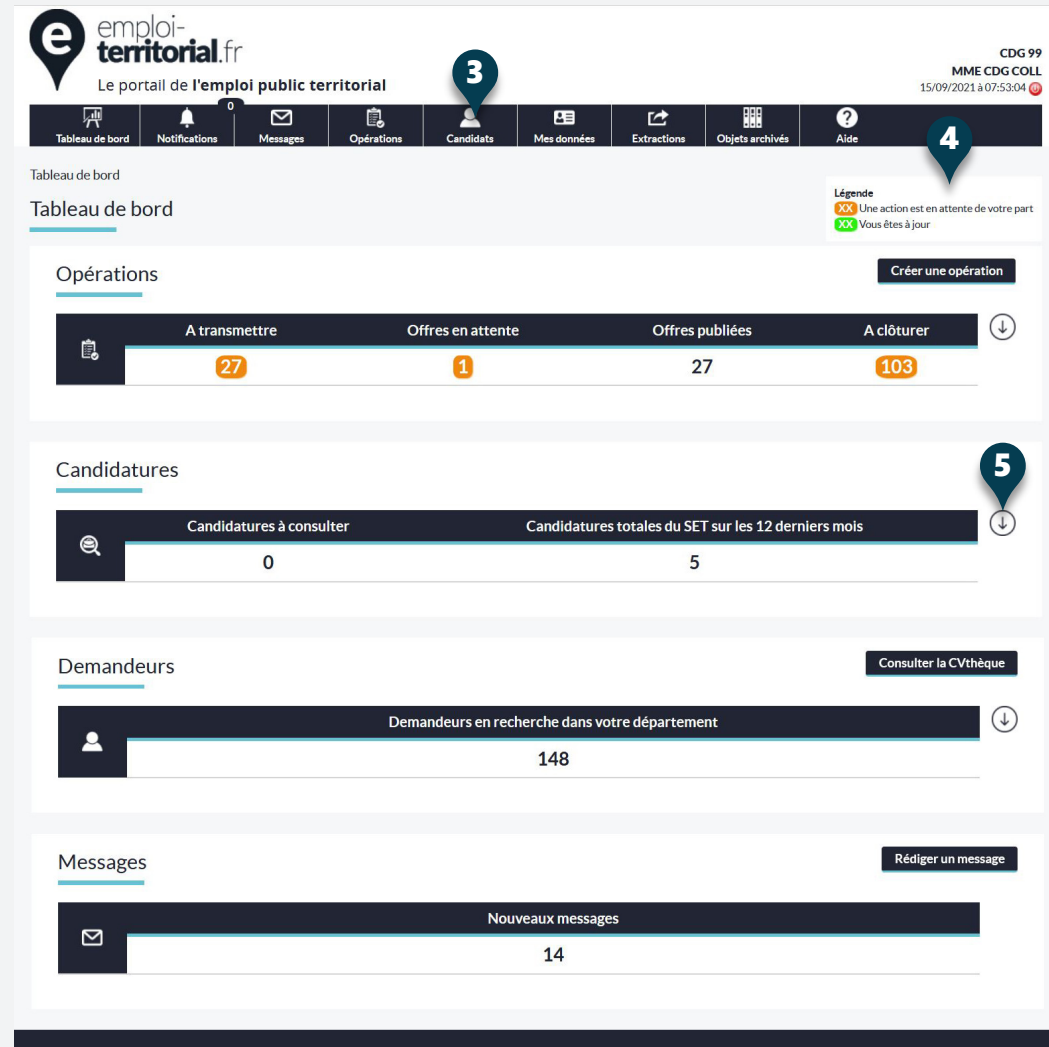 e
emploi-
territorial.fr
Le portail de l'emploi public territorial
3
CDG 99
MME CDG COLL
15/09/2021 à 07:53:04
0
Tableau de bord Notifications Messages Opérations Candidats Mes données Extractions Objets archivés Aide
4
Tableau de bord
Tableau de bord
Légende
XX Une action est en attente de votre part
XX Vous êtes à jour
Opérations
Créer une opération
A transmettre Offres en attente Offres publiées A clôturer
27 1 27 103
Candidatures
5
Candidatures à consulter Candidatures totales du SET sur les 12 derniers mois
0 5
Demandeurs
Consulter la CVthèque
Demandeurs en recherche dans votre département
148
Messages
Rédiger un message
Nouveaux messages
14